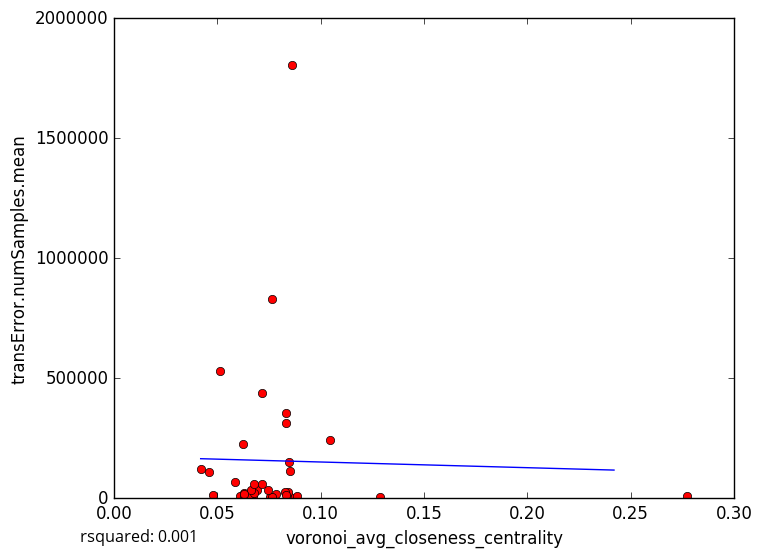 2000000
1500000
1000000
500000
0
transError.numSamples.mean
0.00 0.05 0.10 0.15 0.20 0.25 0.30
voronoi_avg_closeness_centrality
rsquared: 0.001